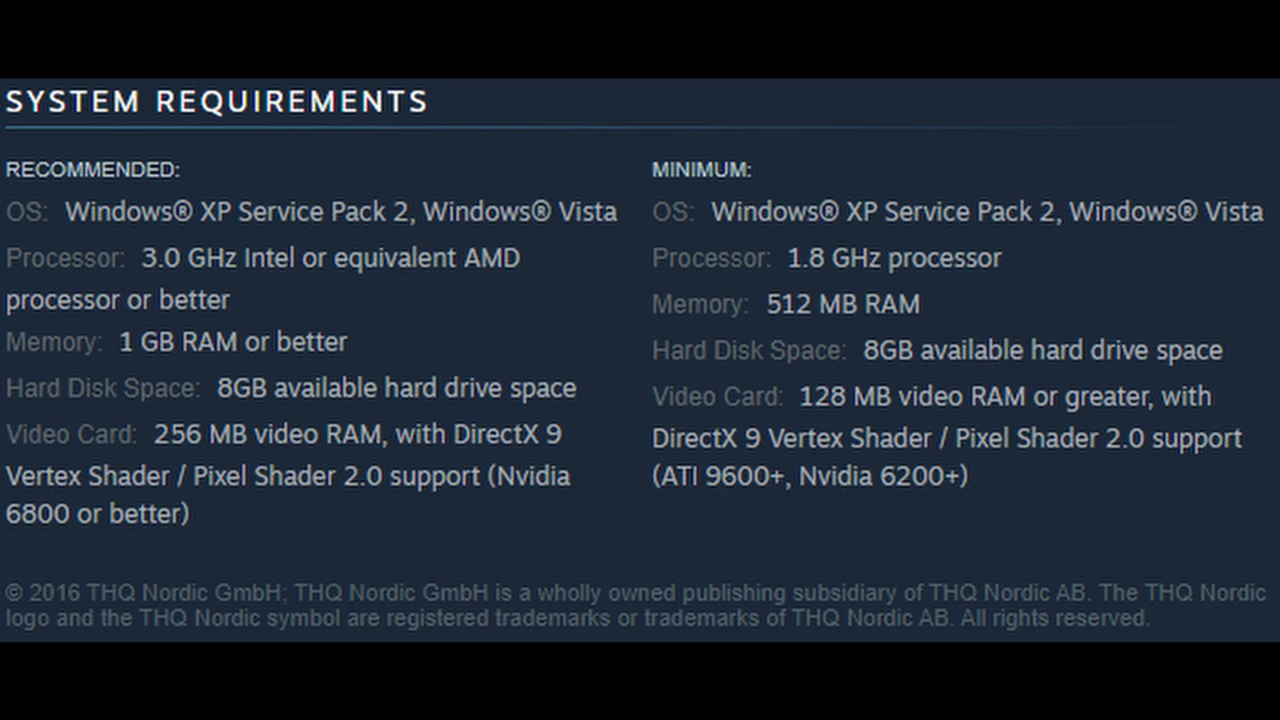 SYSTEM REQUIREMENTS
RECOMMENDED:
OS: Windows® XP Service Pack 2, Windows® Vista
Processor: 3.0 GHz Intel or equivalent AMD
processor or better
Memory: 1 GB RAM or better
Hard Disk Space: 8GB available hard drive space
Video Card: 256 MB video RAM, with DirectX 9
Vertex Shader / Pixel Shader 2.0 support (Nvidia
6800 or better)
MINIMUM:
OS: Windows® XP Service Pack 2, Windows® Vista
Processor: 1.8 GHz processor
Memory: 512 MB RAM
Hard Disk Space: 8GB available hard drive space
Video Card: 128 MB video RAM or greater, with
DirectX 9 Vertex Shader / Pixel Shader 2.0 support
(ATI 9600+, Nvidia 6200+)
© 2016 THQ Nordic GmbH; THQ Nordic GmbH is a wholly owned publishing subsidiary of THQ Nordic AB. The THQ Nordic
logo and the THQ Nordic symbol are registered trademarks or trademarks of THQ Nordic AB. All rights reserved.